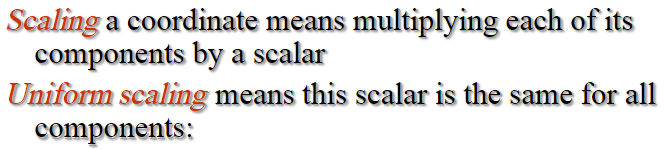 Scaling a coordinate means multiplying each of its
components by a scalar
Uniform scaling means this scalar is the same for all
components: